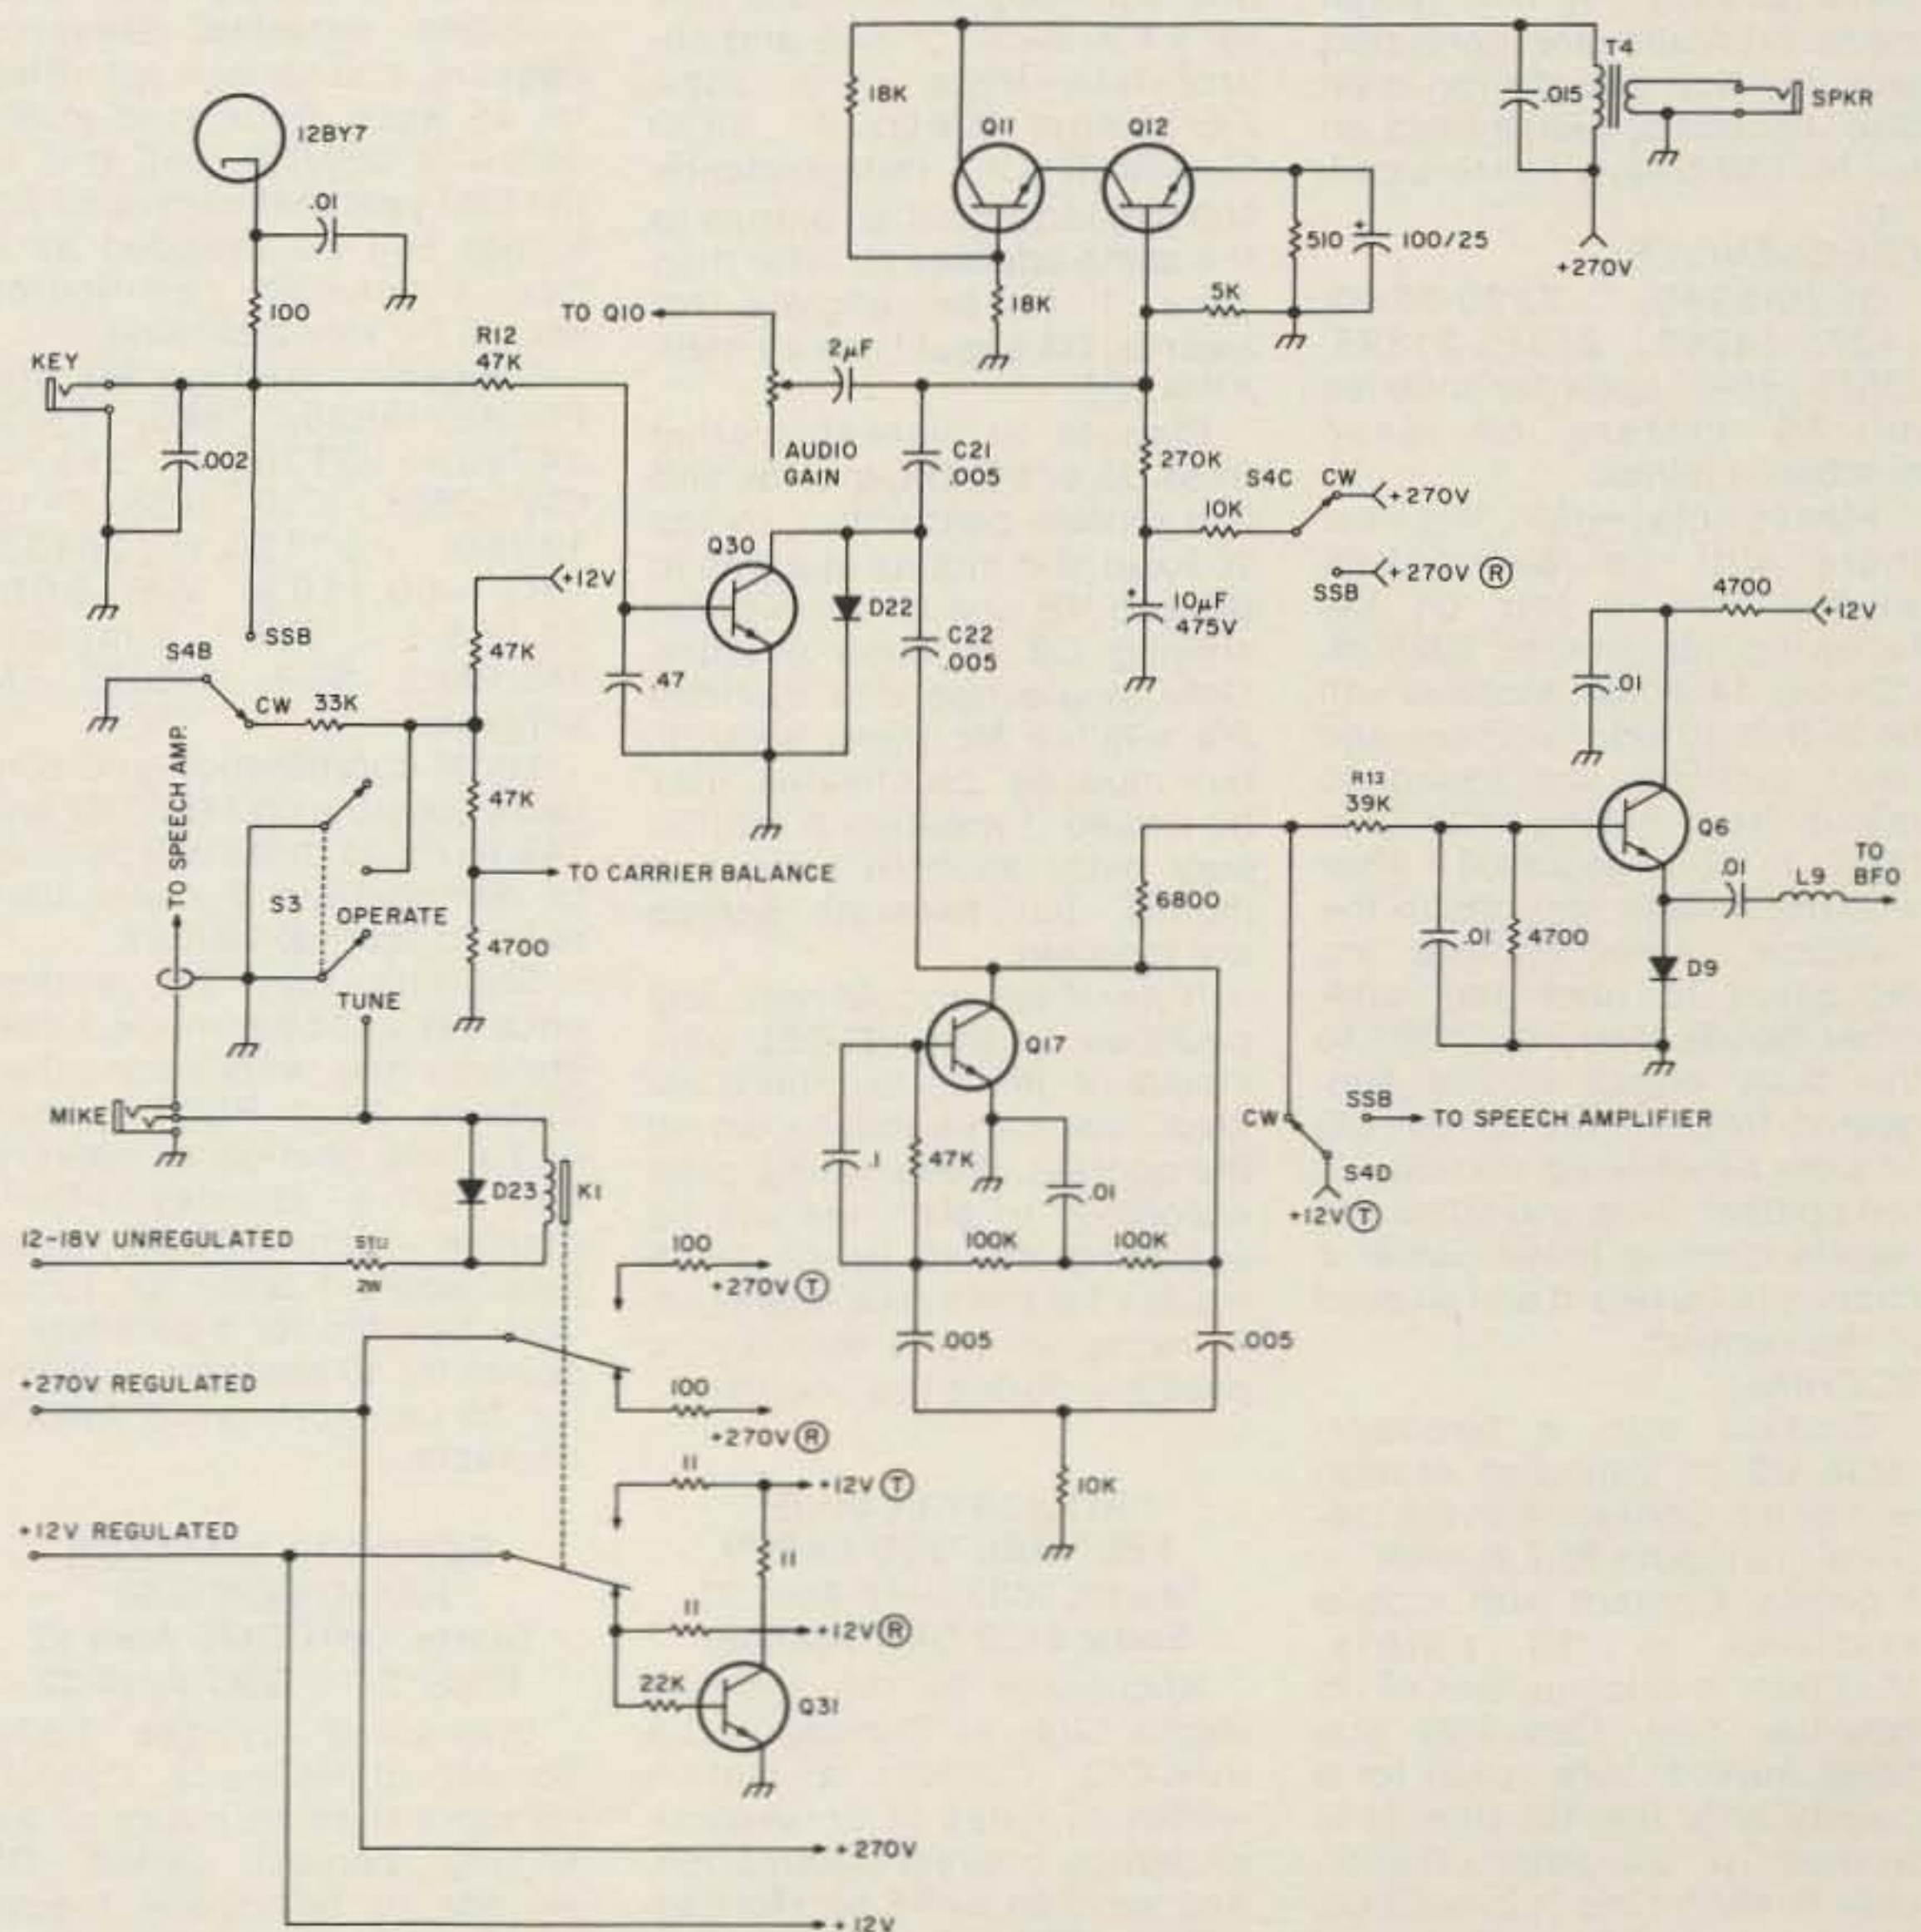 T4
18K
.015
SPKR
Q11
Q12
12BY7
.01
510
100/25
+270V
100
TO Q10
18K
5K
R12
47K
2µF
KEY
.002
AUDIO
GAIN
C21
.005
270K
S4C
CW
+270V
10K
Q30
+12V
D22
SSB
+270V R
4700
+12V
10µF
475V
SSB
S4B
47K
C22
.005
.47
.01
CW
33K
TO SPEECH AMP.
47K
R13
39K
Q6
TO CARRIER BALANCE
6800
.01
L9
TO
BFO
S3
OPERATE
4700
.01
4700
D9
TUNE
Q17
MIKE
SSB
TO SPEECH AMPLIFIER
CW
.1
47K
.01
S4D
+12V T
D23
K1
12-18V UNREGULATED
51Ω
2W
100
+270V T
100K
100K
.005
.005
+270V REGULATED
100
+270V R
11
+12V T
10K
+12V REGULATED
11
11
+12V R
22K
Q31
+270V
+12V